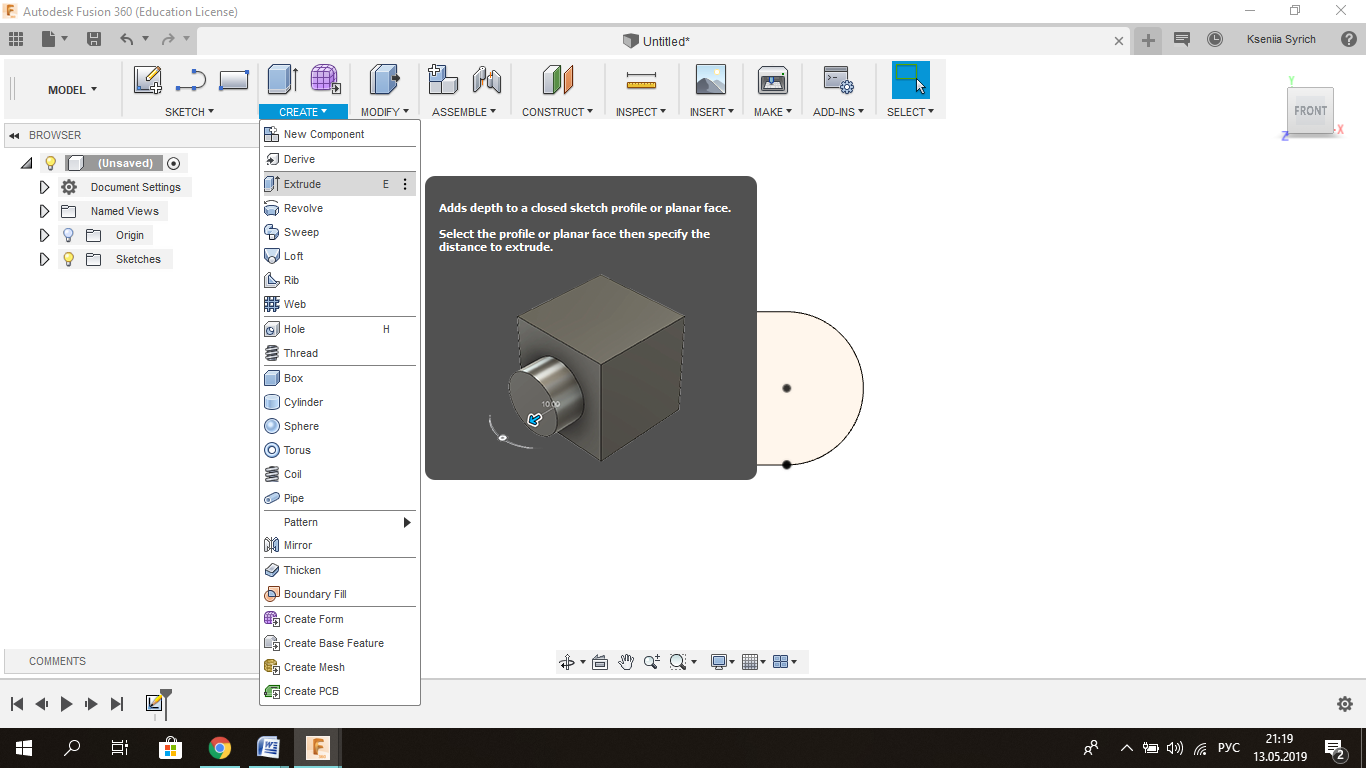 Autodesk Fusion 360 (Education License)
Untitled*
Kseniia Syrich
MODEL
SKETCH
CREATE
MODIFY
ASSEMBLE
CONSTRUCT
INSPECT
INSERT
MAKE
ADD-INS
SELECT
BROWSER
(Unsaved)
Document Settings
Named Views
Origin
Sketches
New Component
Derive
Extrude E
Revolve
Sweep
Loft
Rib
Web
Hole H
Thread
Box
Cylinder
Sphere
Torus
Coil
Pipe
Pattern
Mirror
Thicken
Boundary Fill
Create Form
Create Base Feature
Create Mesh
Create PCB
Adds depth to a closed sketch profile or planar face.
Select the profile or planar face then specify the
distance to extrude.
10.00
Y
FRONT
X
Z
COMMENTS
РУС
21:19
13.05.2019
2